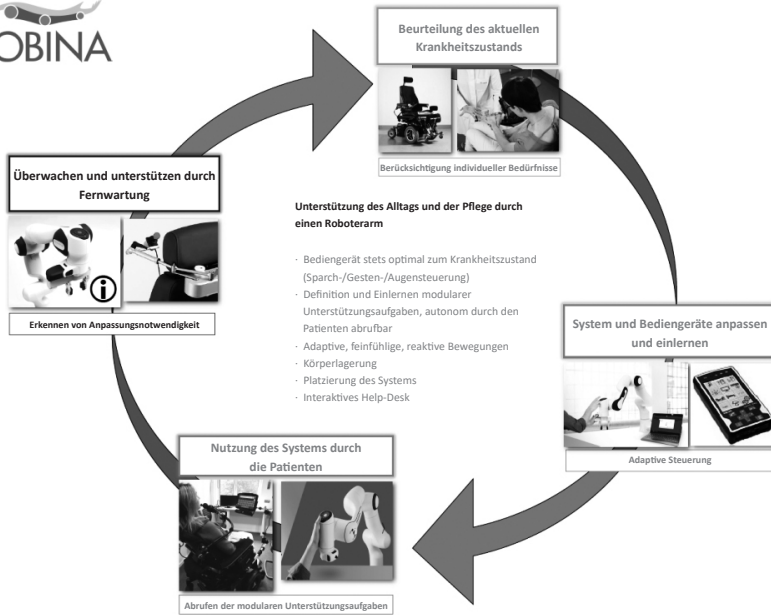 OBINA
Beurteilung des aktuellen
Krankheitszustands
Berücksichtigung individueller Bedürfnisse
Überwachen und unterstützen durch
Fernwartung
Erkennen von Anpassungsnotwendigkeit
Unterstützung des Alltags und der Pflege durch
einen Roboterarm
· Bediengerät stets optimal zum Krankheitszustand
(Sparch-/Gesten-/Augensteuerung)
· Definition und Einlernen modularer
Unterstützungsaufgaben, autonom durch den
Patienten abrufbar
· Adaptive, feinfühlige, reaktive Bewegungen
· Körperlagerung
· Platzierung des Systems
· Interaktives Help-Desk
System und Bediengeräte anpassen
und einlernen
Adaptive Steuerung
Nutzung des Systems durch
die Patienten
Abrufen der modularen Unterstützungsaufgaben